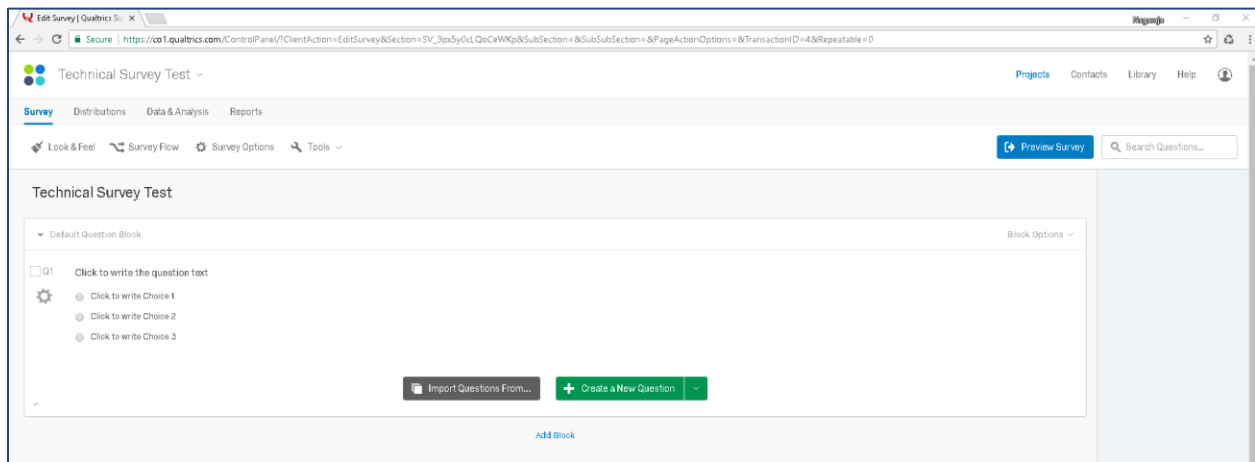 Edit Survey | Qualtrics Su
Secure | https://co1.qualtrics.com/ControlPanel/?ClientAction=EditSurvey&Section=SV_3px5y0cLQoCeWKp&SubSection=&SubSubSection=&PageActionOptions=&TransactionID=4&Repeatable=0
Technical Survey Test
Projects Contacts Library Help
Survey Distributions Data & Analysis Reports
Look & Feel Survey Flow Survey Options Tools
Preview Survey Search Questions...
Technical Survey Test
Default Question Block Block Options
Q1 Click to write the question text
Click to write Choice 1
Click to write Choice 2
Click to write Choice 3
Import Questions From... Create a New Question
Add Block